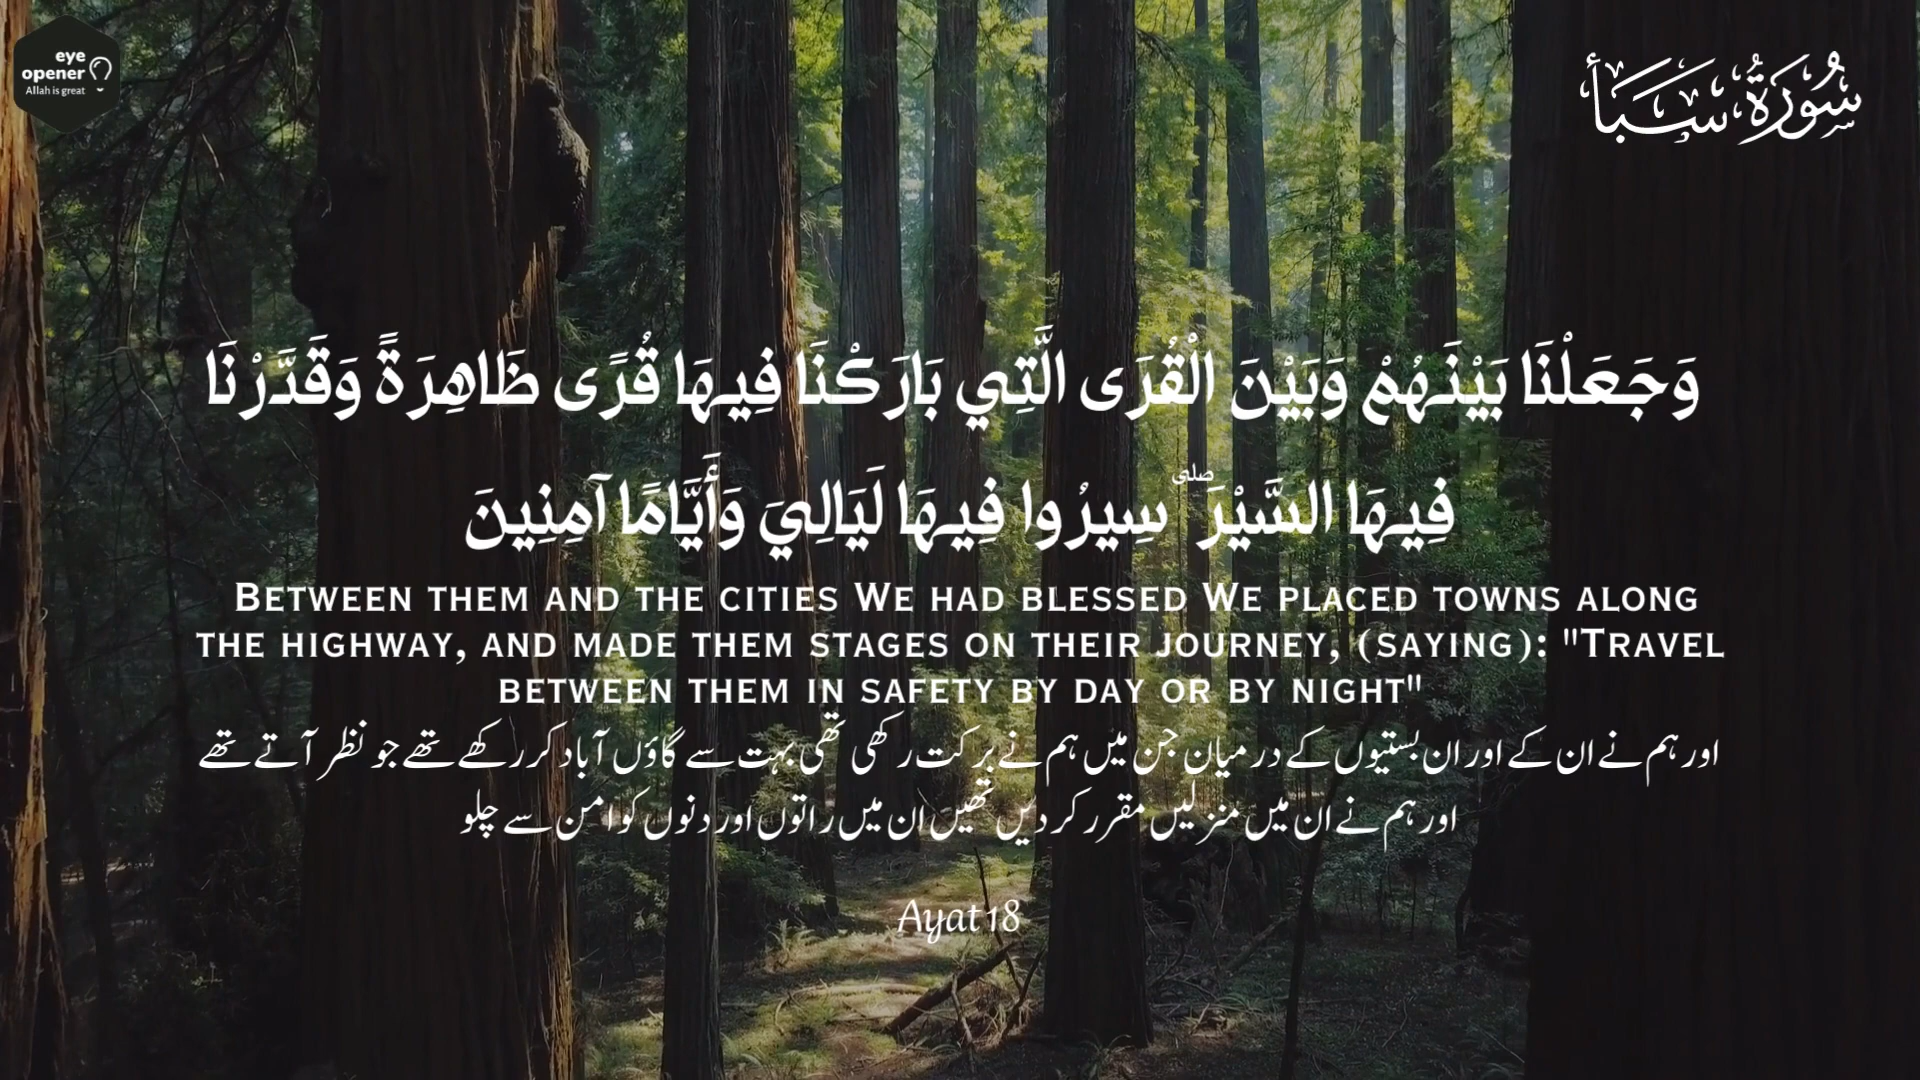 eye
opener
Allah is great
سُورَةُ سَبَأ
وَجَعَلْنَا بَيْنَهُمْ وَبَيْنَ الْقُرَى الَّتِي بَارَكْنَا فِيهَا قُرًى ظَاهِرَةً وَقَدَّرْنَا
فِيهَا السَّيْرَ ۖ سِيرُوا فِيهَا لَيَالِيَ وَأَيَّامًا آمِنِينَ
Between them and the cities We had blessed We placed towns along
the highway, and made them stages on their journey, (saying): "Travel
between them in safety by day or by night"
اور ہم نے ان کے اور ان بستیوں کے درمیان جن میں ہم نے برکت رکھی تھی بہت سے گاؤں آباد کر رکھے تھے جو نظر آتے تھے
اور ہم نے ان میں منزلیں مقرر کر دیں تھیں ان میں راتوں اور دنوں کو امن سے چلو
Ayat 18